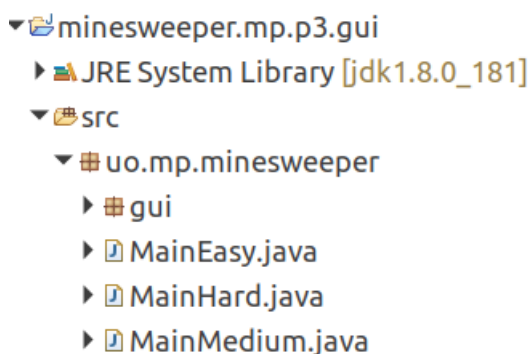 minesweeper.mp.p3.gui
JRE System Library [jdk1.8.0_181]
src
uo.mp.minesweeper
gui
MainEasy.java
MainHard.java
MainMedium.java